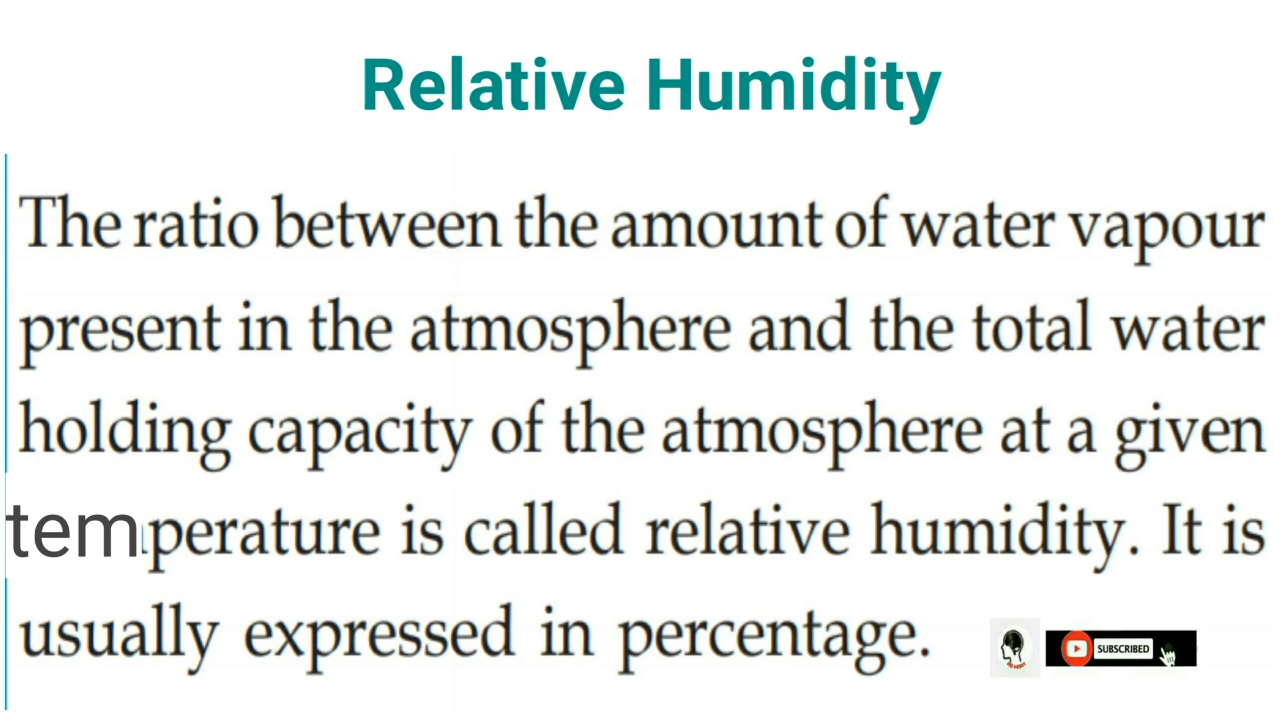 Relative Humidity
The ratio between the amount of water vapour
present in the atmosphere and the total water
holding capacity of the atmosphere at a given
temperature is called relative humidity. It is
usually expressed in percentage.
SUBSCRIBED